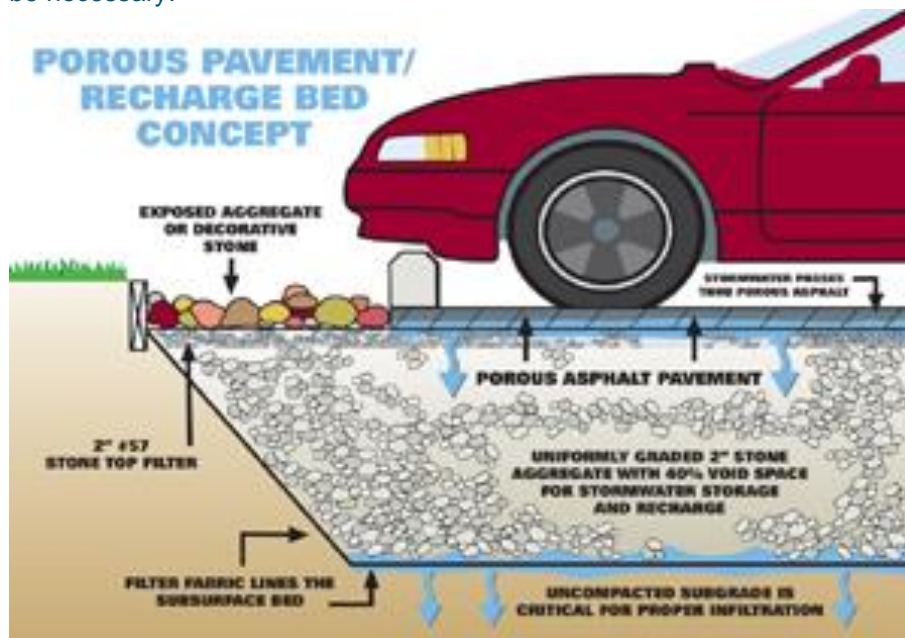 be necessary.
POROUS PAVEMENT/
RECHARGE BED
CONCEPT
EXPOSED AGGREGATE
OR DECORATIVE
STONE
STORMWATER PASSES
THRU POROUS ASPHALT
POROUS ASPHALT PAVEMENT
2" #57
STONE TOP FILTER
UNIFORMLY GRADED 2" STONE
AGGREGATE WITH 40% VOID SPACE
FOR STORMWATER STORAGE
AND RECHARGE
FILTER FABRIC LINES THE
SUBSURFACE BED
UNCOMPACTED SUBGRADE IS
CRITICAL FOR PROPER INFILTRATION